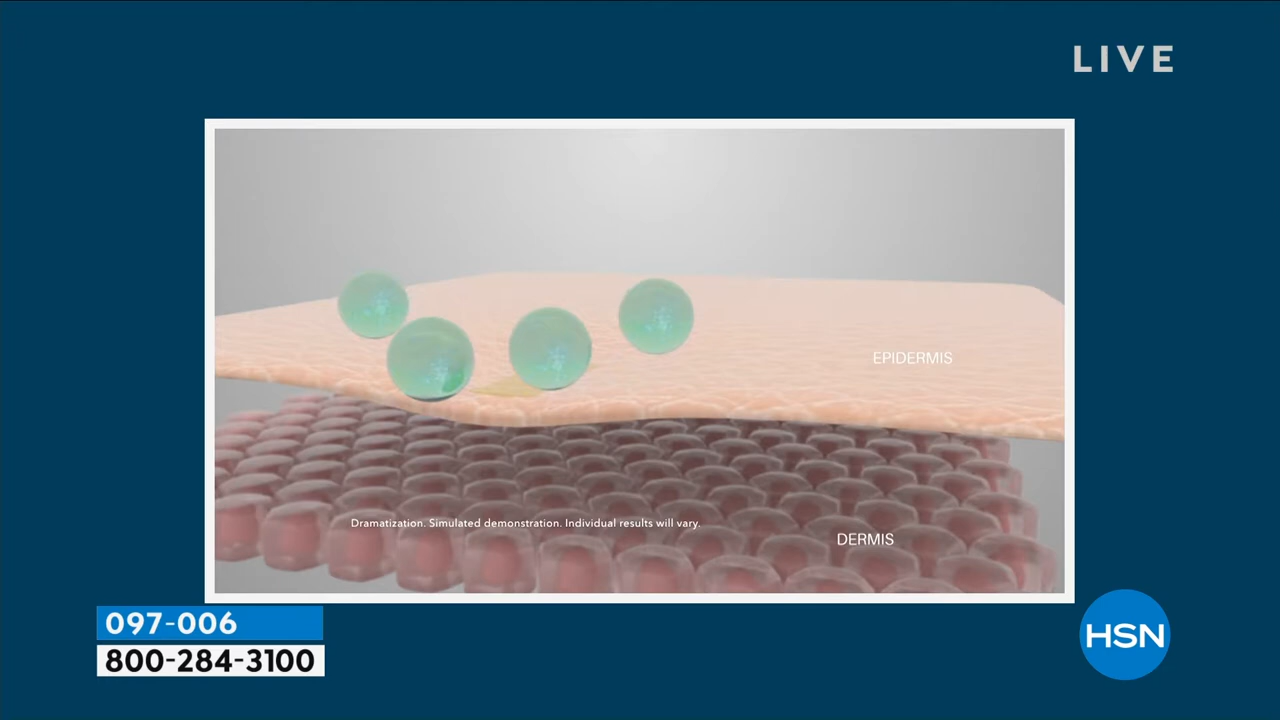 LIVE
EPIDERMIS
Dramatization. Simulated demonstration. Individual results will vary.
DERMIS
097-006
800-284-3100
HSN